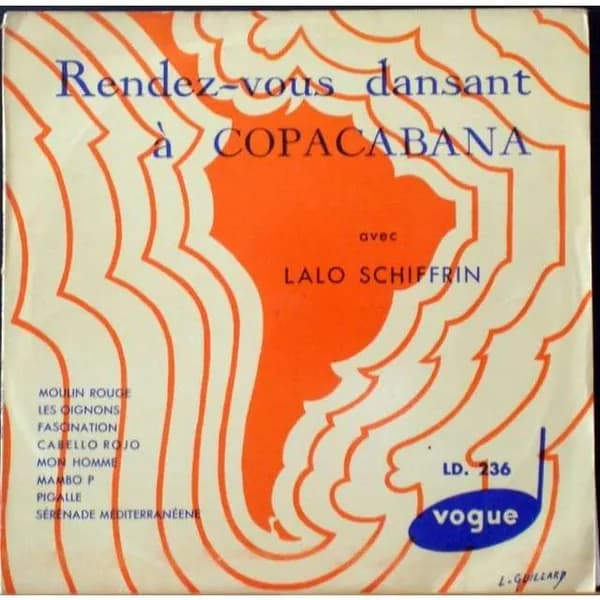 Rendez-vous dansant
à COPACABANA
avec
LALO SCHIFFRIN
MOULIN ROUGE
LES OIGNONS
FASCINATION
CABELLO ROJO
MON HOMME
MAMBO P
PIGALLE
SÉRÉNADE MÉDITERRANÉENE
LD. 236
vogue
L. GUILLARD